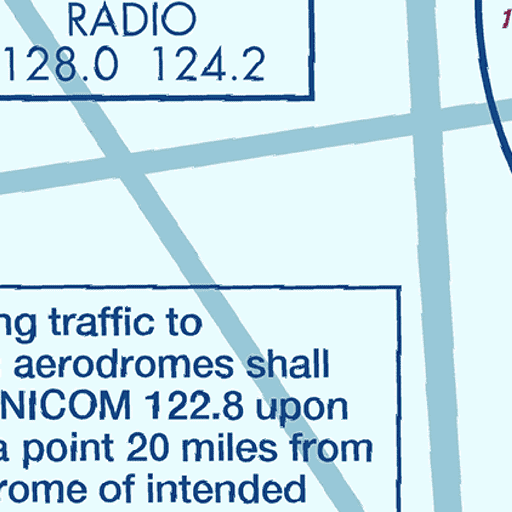 RADIO
128.0 124.2
ng traffic to
aerodromes shall
NICOM 122.8 upon
a point 20 miles from
rome of intended